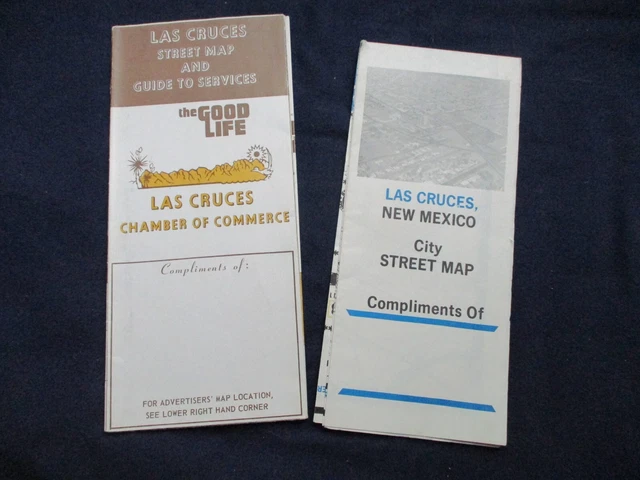 LAS CRUCES
STREET MAP
AND
GUIDE TO SERVICES
the GOOD
LIFE
LAS CRUCES
CHAMBER OF COMMERCE
Compliments of:
FOR ADVERTISERS' MAP LOCATION,
SEE LOWER RIGHT HAND CORNER
LAS CRUCES,
NEW MEXICO
City
STREET MAP
Compliments Of